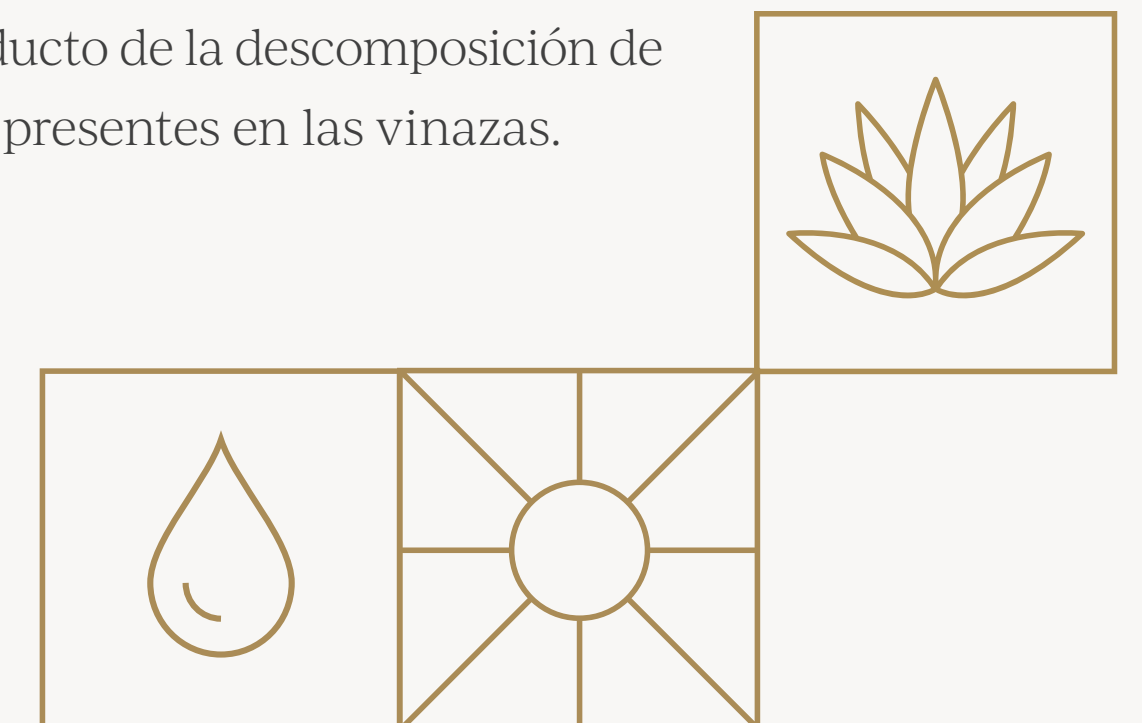 ducto de la descomposición de
presentes en las vinazas.